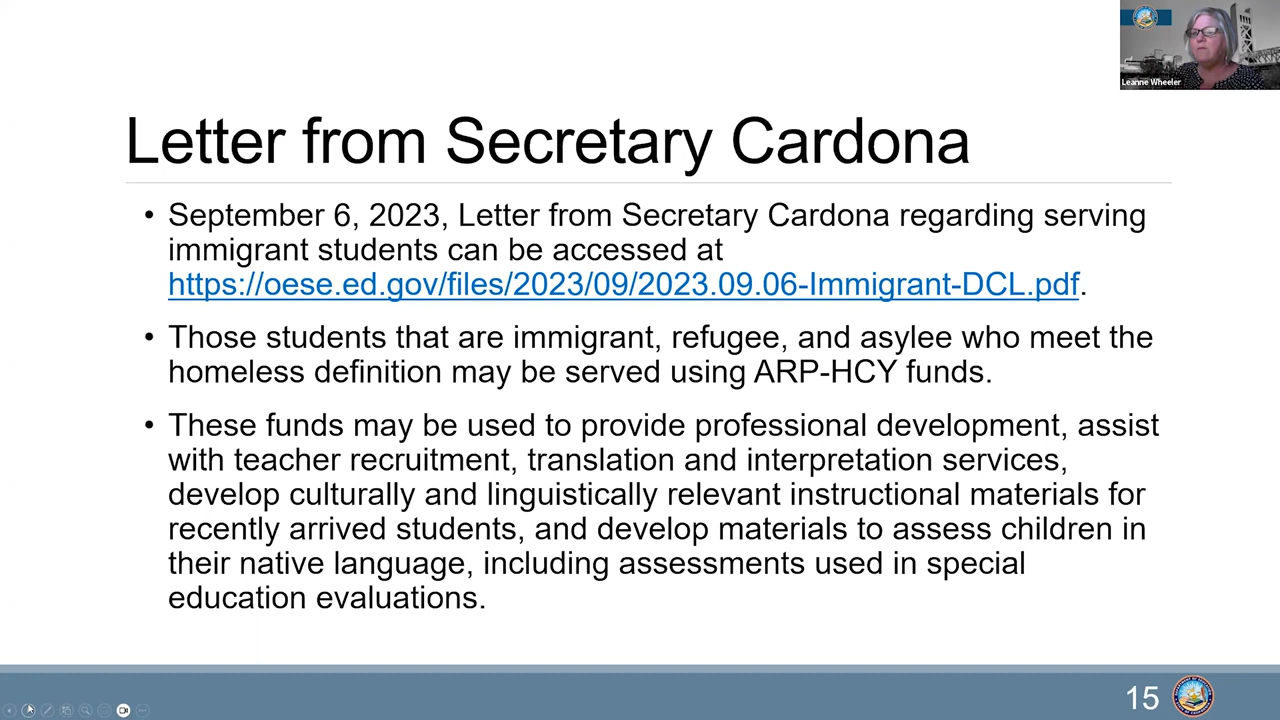 Leanne Wheeler
Letter from Secretary Cardona
• September 6, 2023, Letter from Secretary Cardona regarding serving
immigrant students can be accessed at
https://oese.ed.gov/files/2023/09/2023.09.06-Immigrant-DCL.pdf.
• Those students that are immigrant, refugee, and asylee who meet the
homeless definition may be served using ARP-HCY funds.
• These funds may be used to provide professional development, assist
with teacher recruitment, translation and interpretation services,
develop culturally and linguistically relevant instructional materials for
recently arrived students, and develop materials to assess children in
their native language, including assessments used in special
education evaluations.
15